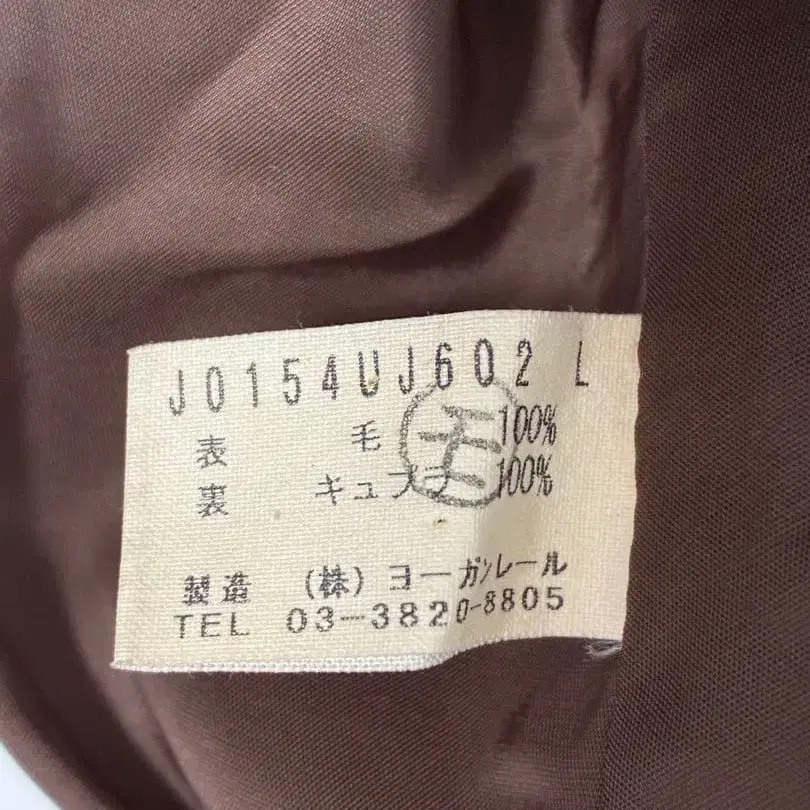 J0154UJ602 L
表 毛 100%
裏 キュプラ 100%
製造 (株)ヨーガンレール
TEL 03-3820-8805